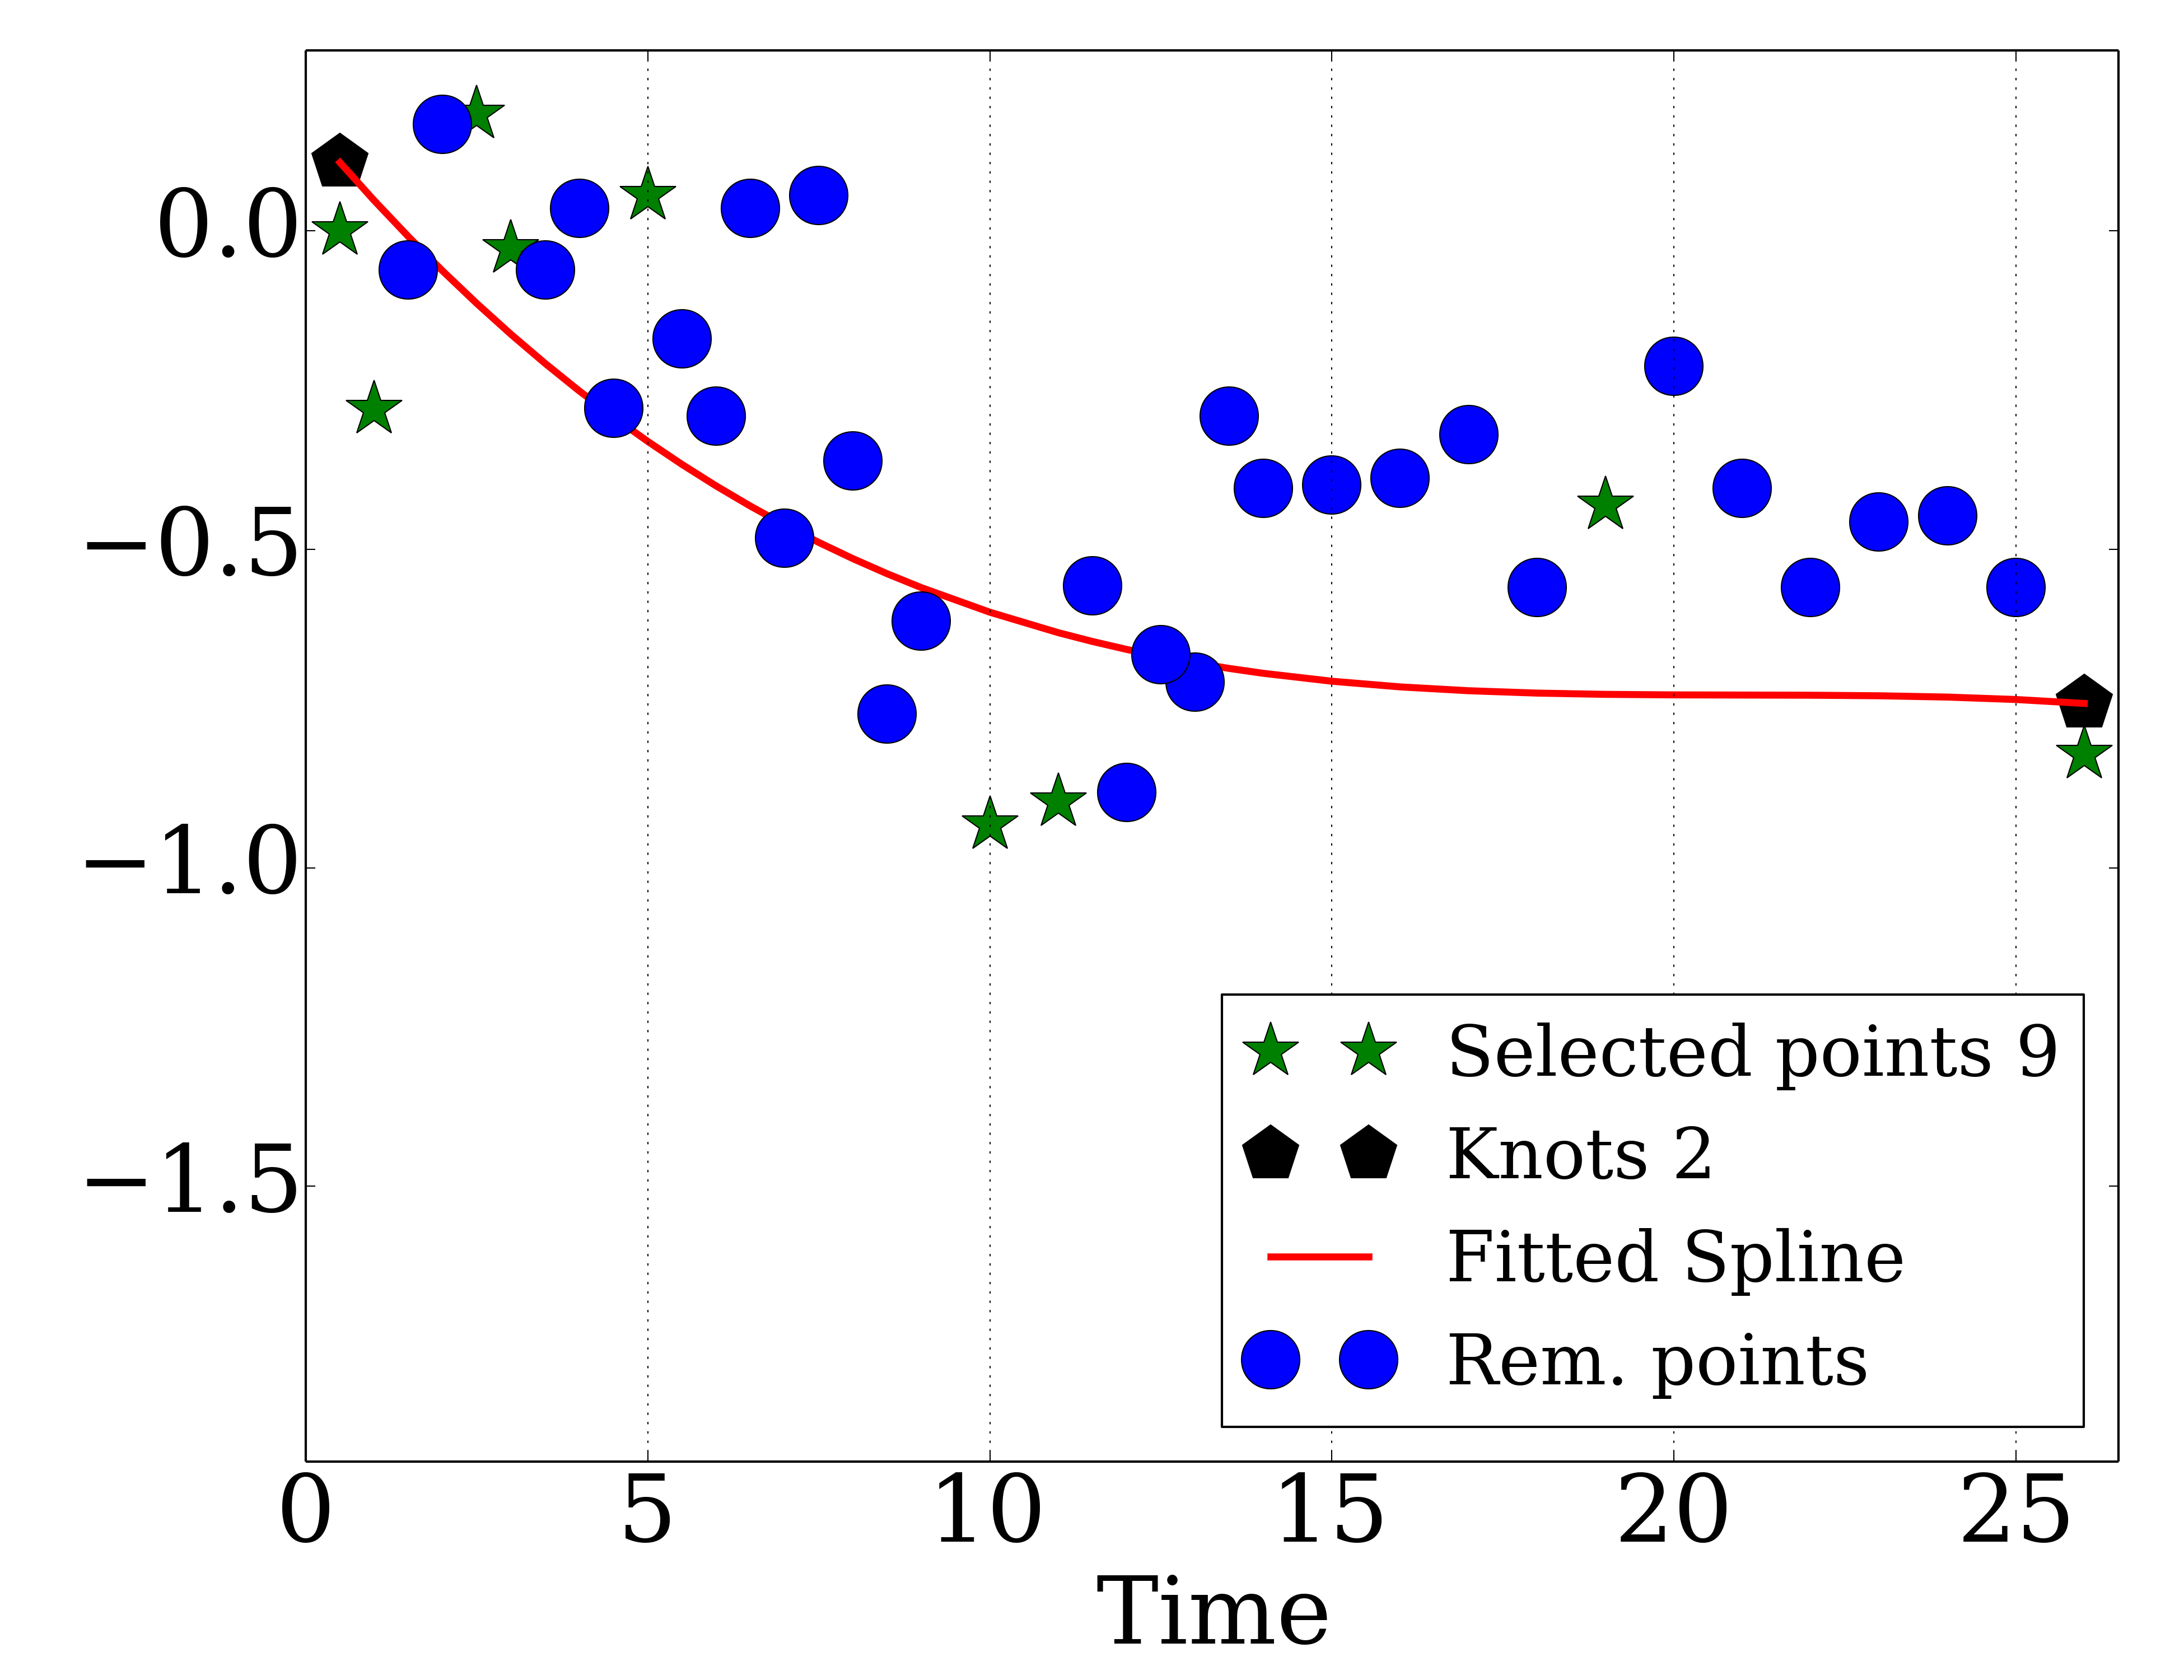 0.0
−0.5
−1.0
−1.5
Selected points 9
Knots 2
Fitted Spline
Rem. points
0 5 10 15 20 25
Time